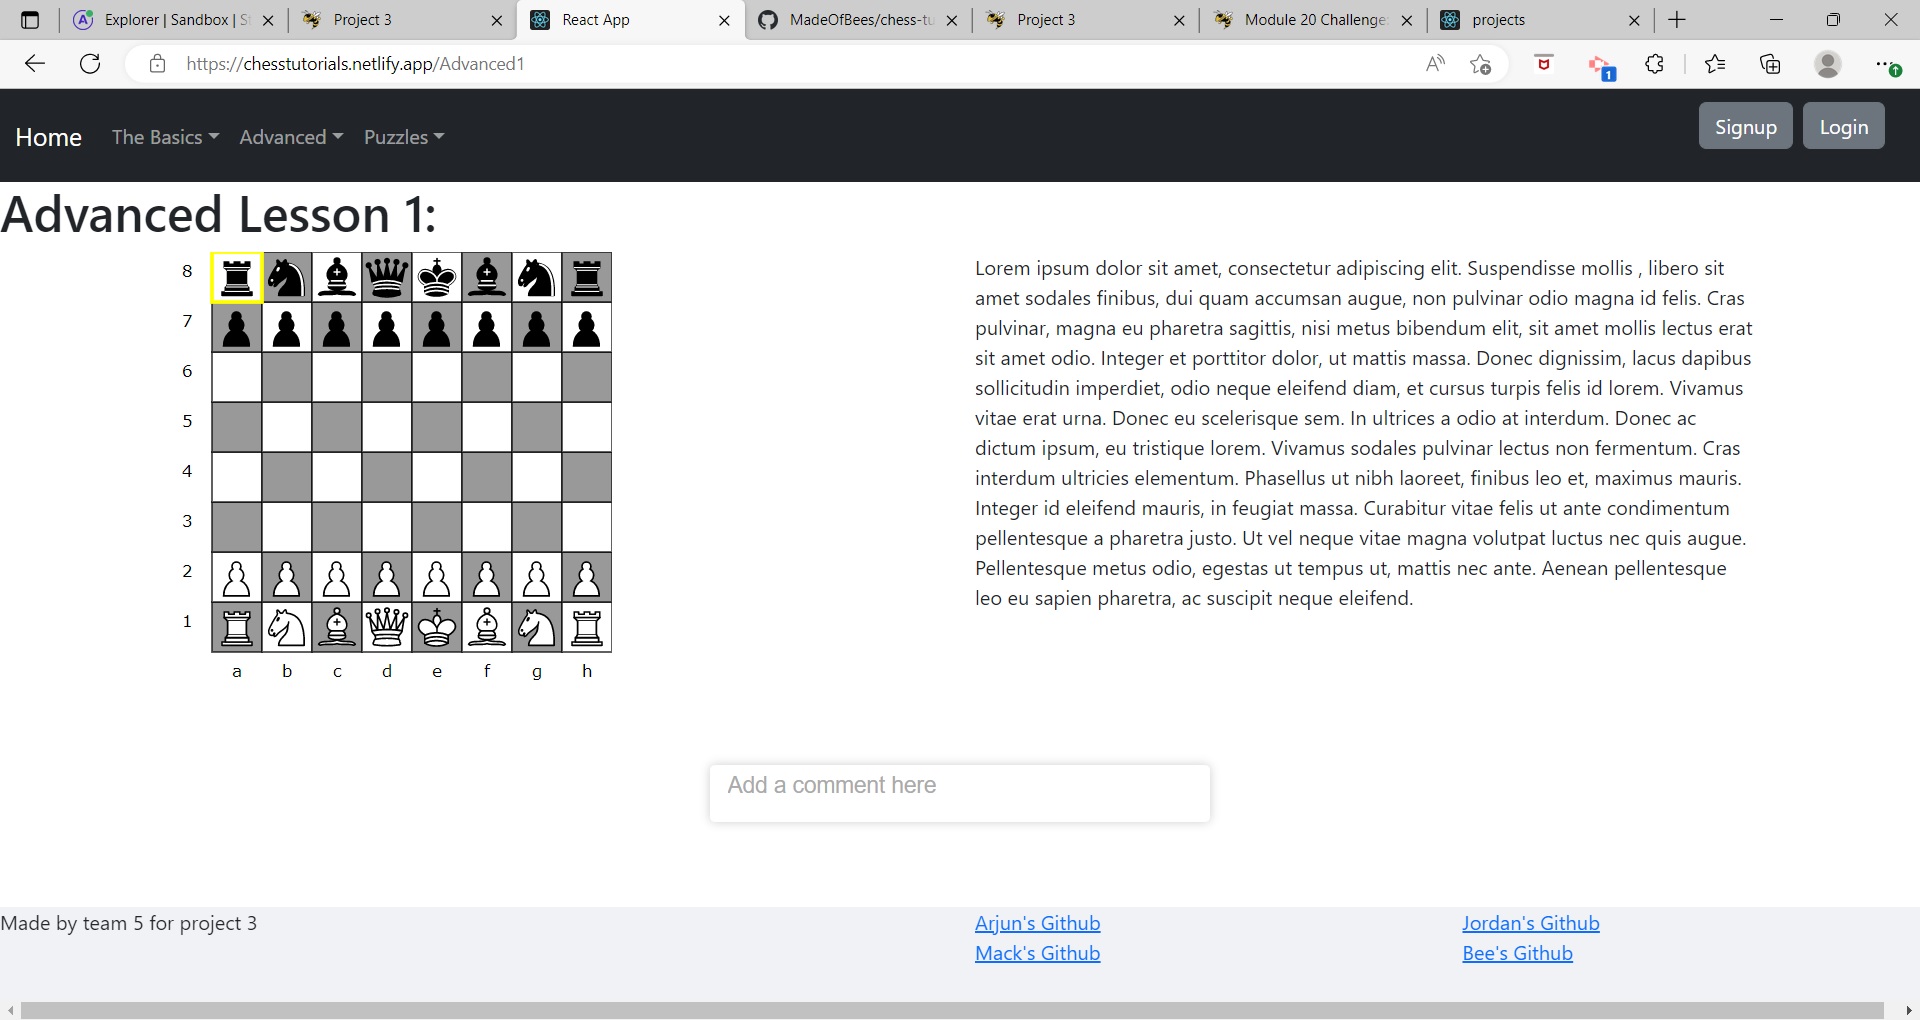 Explorer | Sandbox | S
Project 3
React App
MadeOfBees/chess-tu
Project 3
Module 20 Challenge
projects
https://chesstutorials.netlify.app/Advanced1
1
Home
The Basics
Advanced
Puzzles
Signup
Login
Advanced Lesson 1:
8
7
6
5
4
3
2
1
a b c d e f g h
Lorem ipsum dolor sit amet, consectetur adipiscing elit. Suspendisse mollis , libero sit
amet sodales finibus, dui quam accumsan augue, non pulvinar odio magna id felis. Cras
pulvinar, magna eu pharetra sagittis, nisi metus bibendum elit, sit amet mollis lectus erat
sit amet odio. Integer et porttitor dolor, ut mattis massa. Donec dignissim, lacus dapibus
sollicitudin imperdiet, odio neque eleifend diam, et cursus turpis felis id lorem. Vivamus
vitae erat urna. Donec eu scelerisque sem. In ultrices a odio at interdum. Donec ac
dictum ipsum, eu tristique lorem. Vivamus sodales pulvinar lectus non fermentum. Cras
interdum ultricies elementum. Phasellus ut nibh laoreet, finibus leo et, maximus mauris.
Integer id eleifend mauris, in feugiat massa. Curabitur vitae felis ut ante condimentum
pellentesque a pharetra justo. Ut vel neque vitae magna volutpat luctus nec quis augue.
Pellentesque metus odio, egestas ut tempus ut, mattis nec ante. Aenean pellentesque
leo eu sapien pharetra, ac suscipit neque eleifend.
Add a comment here
Made by team 5 for project 3
Arjun's Github
Mack's Github
Jordan's Github
Bee's Github